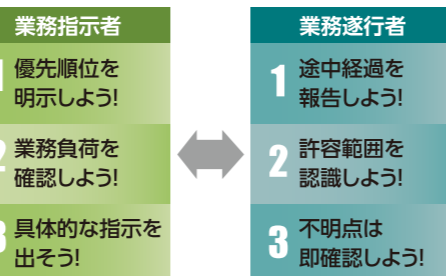 業務指示者
1 優先順位を
明示しよう!
2 業務負荷を
確認しよう!
3 具体的な指示を
出そう!
業務遂行者
1 途中経過を
報告しよう!
2 許容範囲を
認識しよう!
3 不明点は
即確認しよう!